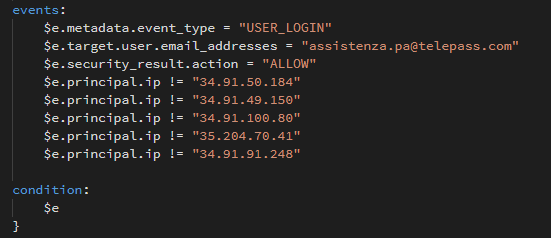 events:
$e.metadata.event_type = "USER_LOGIN"
$e.target.user.email_addresses = "assistenza.pa@telepass.com"
$e.security_result.action = "ALLOW"
$e.principal.ip != "34.91.50.184"
$e.principal.ip != "34.91.49.150"
$e.principal.ip != "34.91.100.80"
$e.principal.ip != "35.204.70.41"
$e.principal.ip != "34.91.91.248"
condition:
$e
}